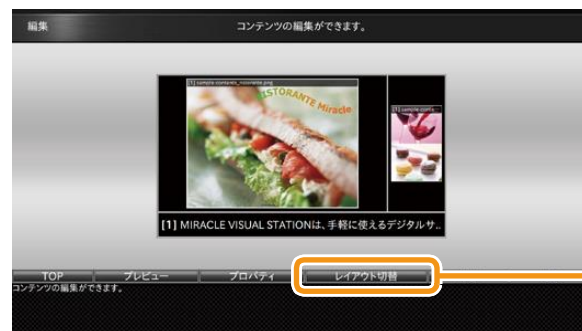 編集
コンテンツの編集ができます。
[1] sample-contents_ristorante.png
RISTORANTE Miracle
[1] sample-conte...
[1] MIRACLE VISUAL STATIONは、手軽に使えるデジタルサ...
TOP
プレビュー
プロパティ
レイアウト切替
コンテンツの編集ができます。